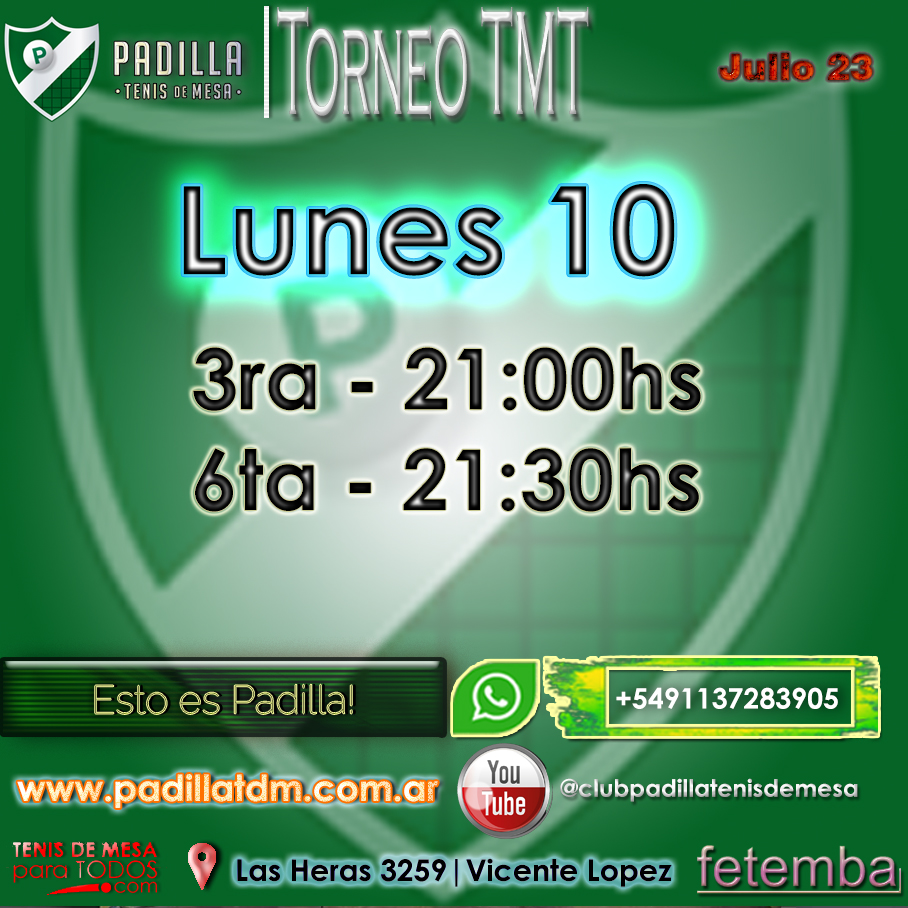 P
PADILLA
· TENIS DE MESA ·
TORNEO TMT
Julio 23
Lunes 10
P
3ra - 21:00hs
6ta - 21:30hs
Esto es Padilla!
+5491137283905
www.padillatdm.com.ar
You
Tube
@clubpadillatenisdemesa
TENIS DE MESA
para TODOS
.com
Las Heras 3259|Vicente Lopez
fetemba